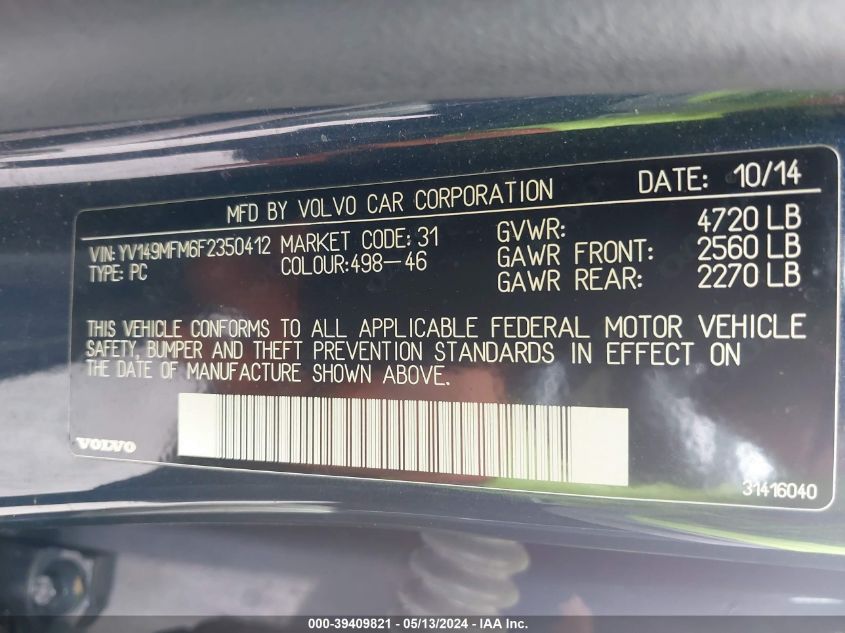 MFD BY VOLVO CAR CORPORATION DATE: 10/14
VIN: YV149MFM6F2350412 MARKET CODE: 31 GVWR: 4720 LB
TYPE: PC COLOUR:498-46 GAWR FRONT: 2560 LB
GAWR REAR: 2270 LB
THIS VEHICLE CONFORMS TO ALL APPLICABLE FEDERAL MOTOR VEHICLE
SAFETY, BUMPER AND THEFT PREVENTION STANDARDS IN EFFECT ON
THE DATE OF MANUFACTURE SHOWN ABOVE.
VOLVO
31416040
000-39409821 - 05/13/2024 - IAA Inc.